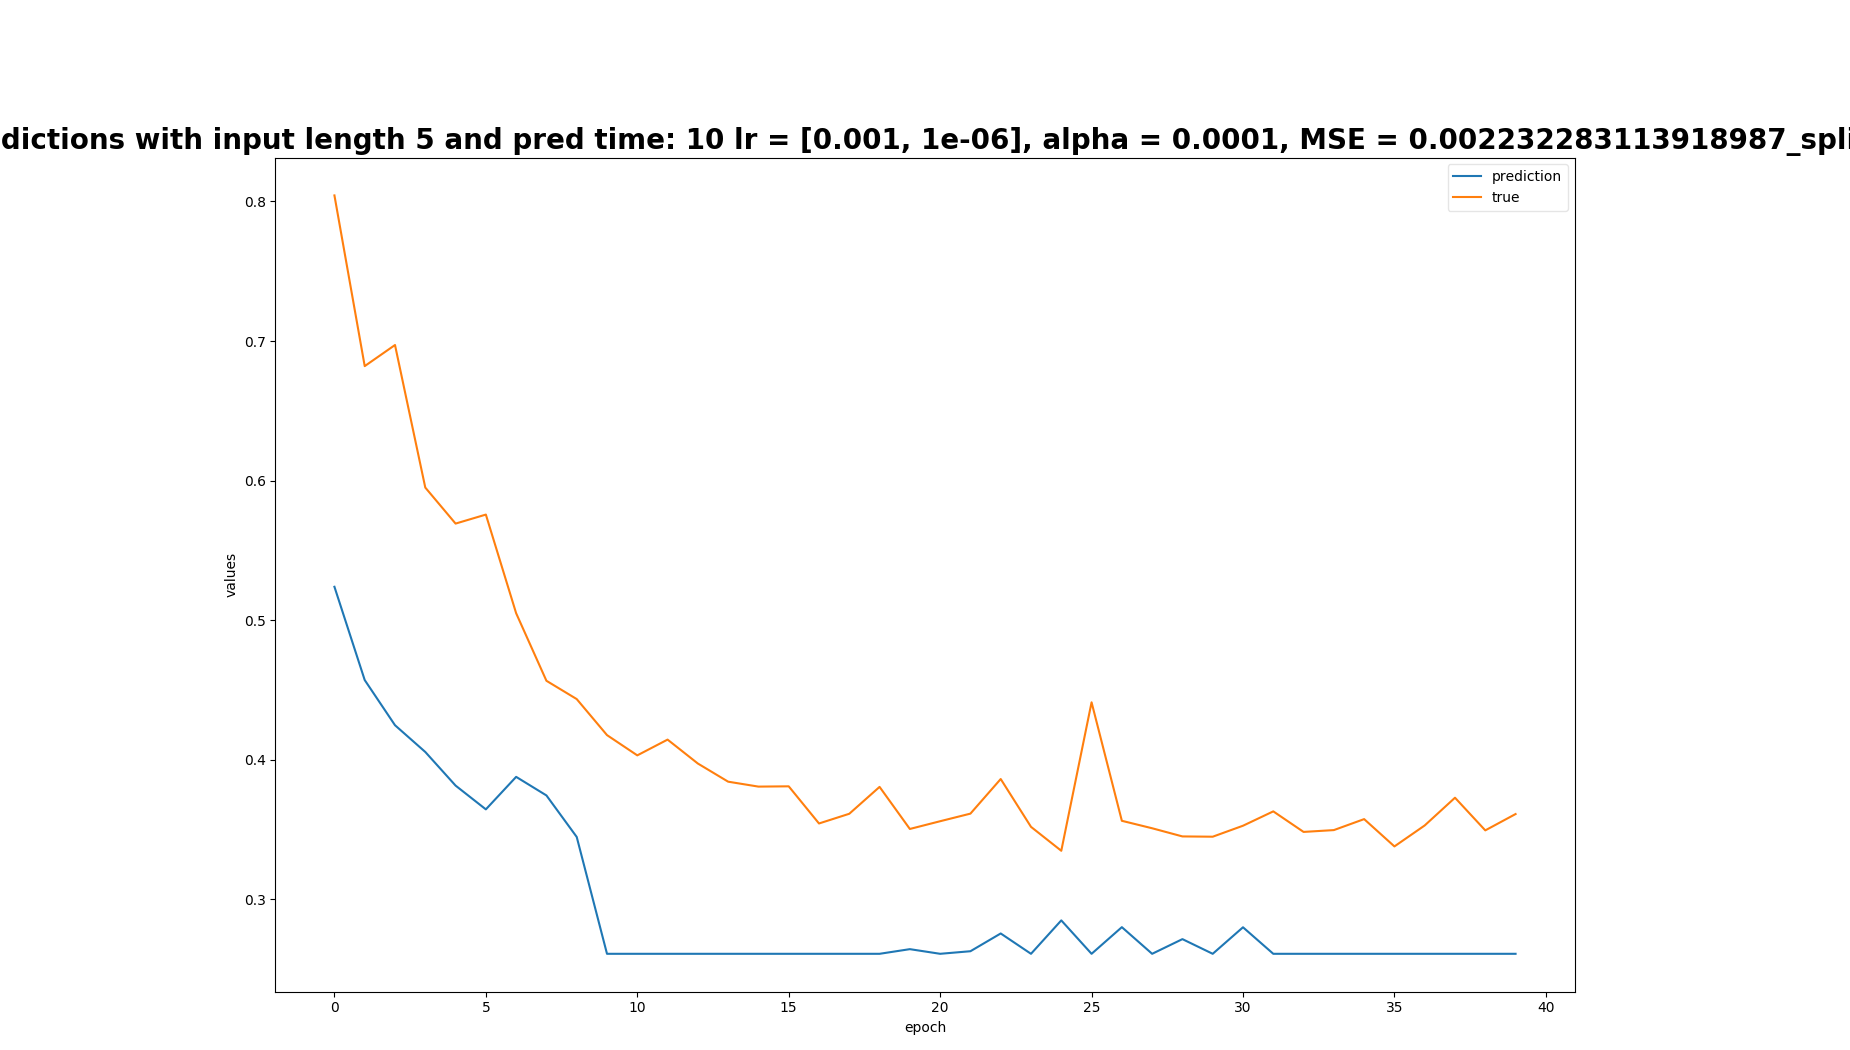 dictions with input length 5 and pred time: 10 lr = [0.001, 1e-06], alpha = 0.0001, MSE = 0.002232283113918987_spli
prediction
true
0.8
0.7
0.6
0.5
0.4
0.3
values
0 5 10 15 20 25 30 35 40
epoch